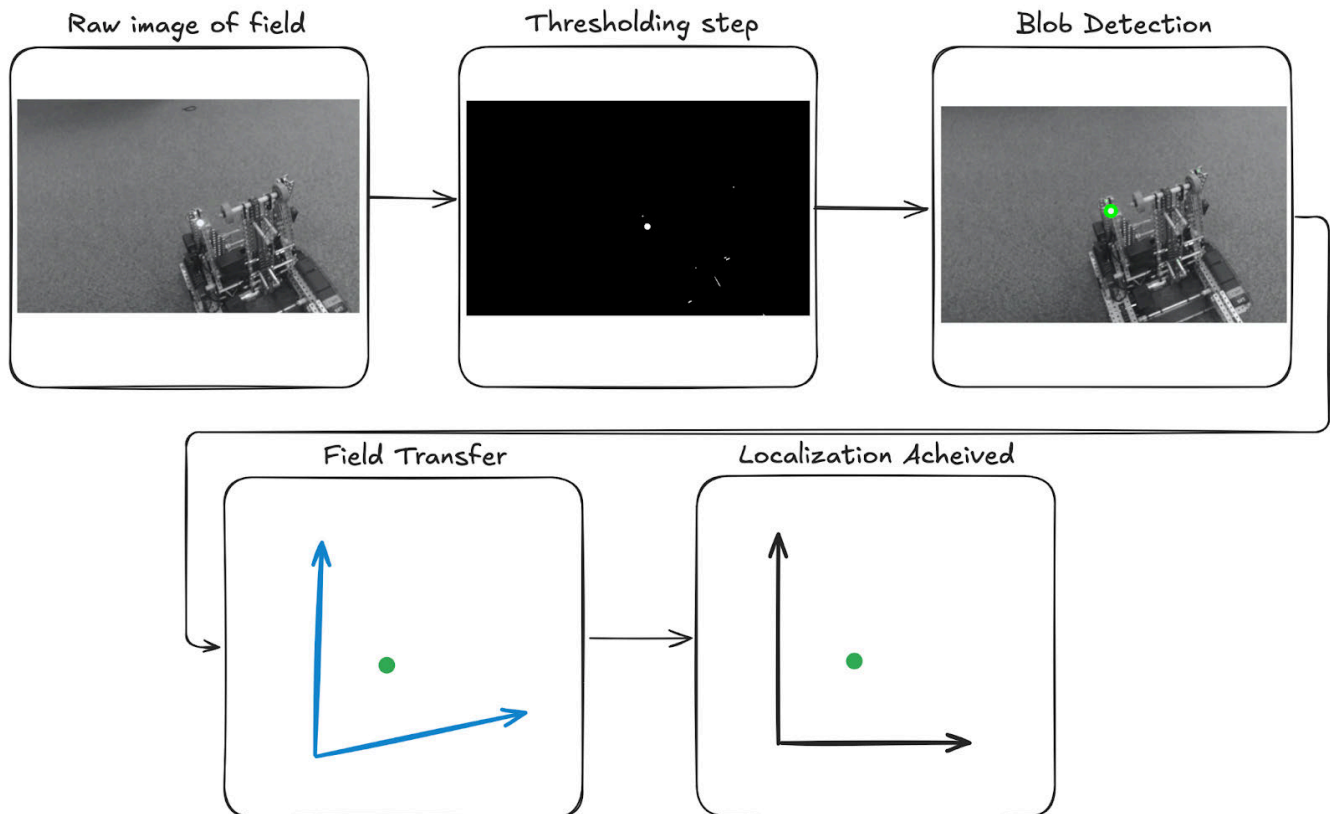 Raw image of field
Thresholding step
Blob Detection
Field Transfer
Localization Acheived